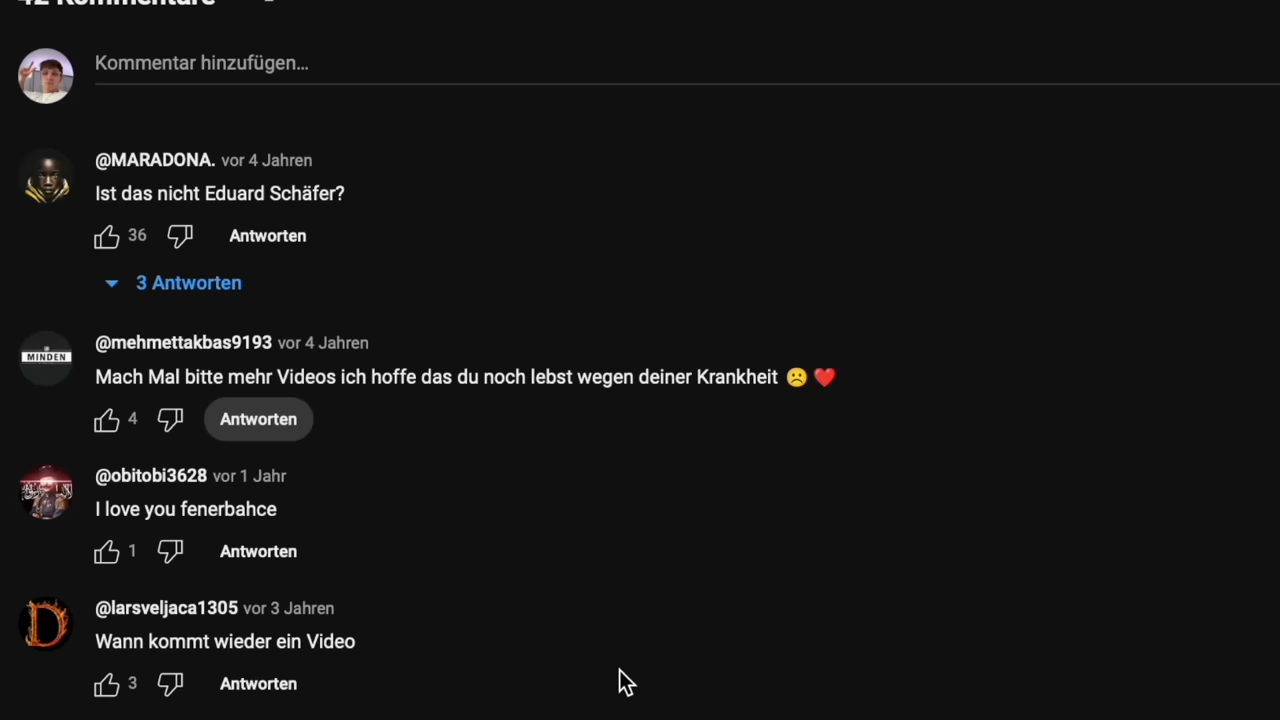 42 Kommentare
Kommentar hinzufügen...
@MARADONA. vor 4 Jahren
Ist das nicht Eduard Schäfer?
36 Antworten
3 Antworten
@mehmettakbas9193 vor 4 Jahren
MINDEN
Mach Mal bitte mehr Videos ich hoffe das du noch lebst wegen deiner Krankheit ☹️ ❤️
4 Antworten
@obitobi3628 vor 1 Jahr
I love you fenerbahce
1 Antworten
@larsveljaca1305 vor 3 Jahren
D
Wann kommt wieder ein Video
3 Antworten